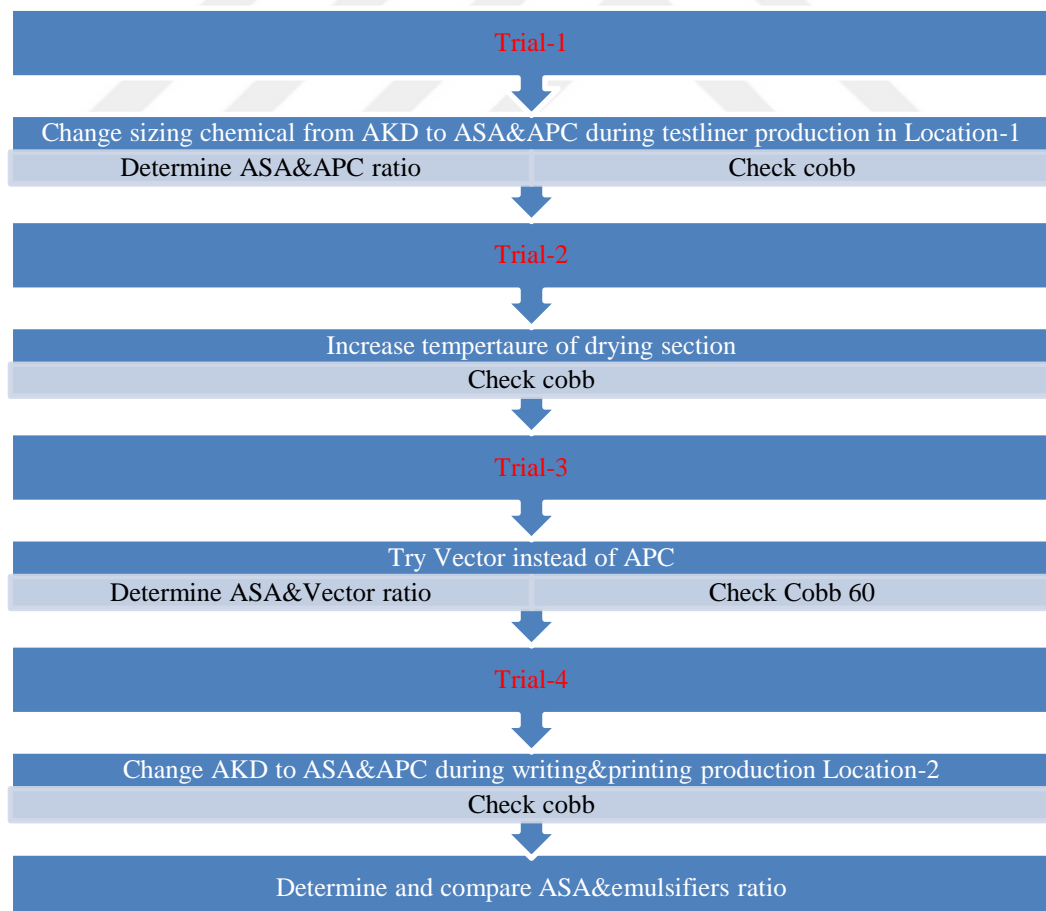 Trial-1
Change sizing chemical from AKD to ASA&APC during testliner production in Location-1
Determine ASA&APC ratio
Check cobb
Trial-2
Increase tempertaure of drying section
Check cobb
Trial-3
Try Vector instead of APC
Determine ASA&Vector ratio
Check Cobb 60
Trial-4
Change AKD to ASA&APC during writing&printing production Location-2
Check cobb
Determine and compare ASA&emulsifiers ratio